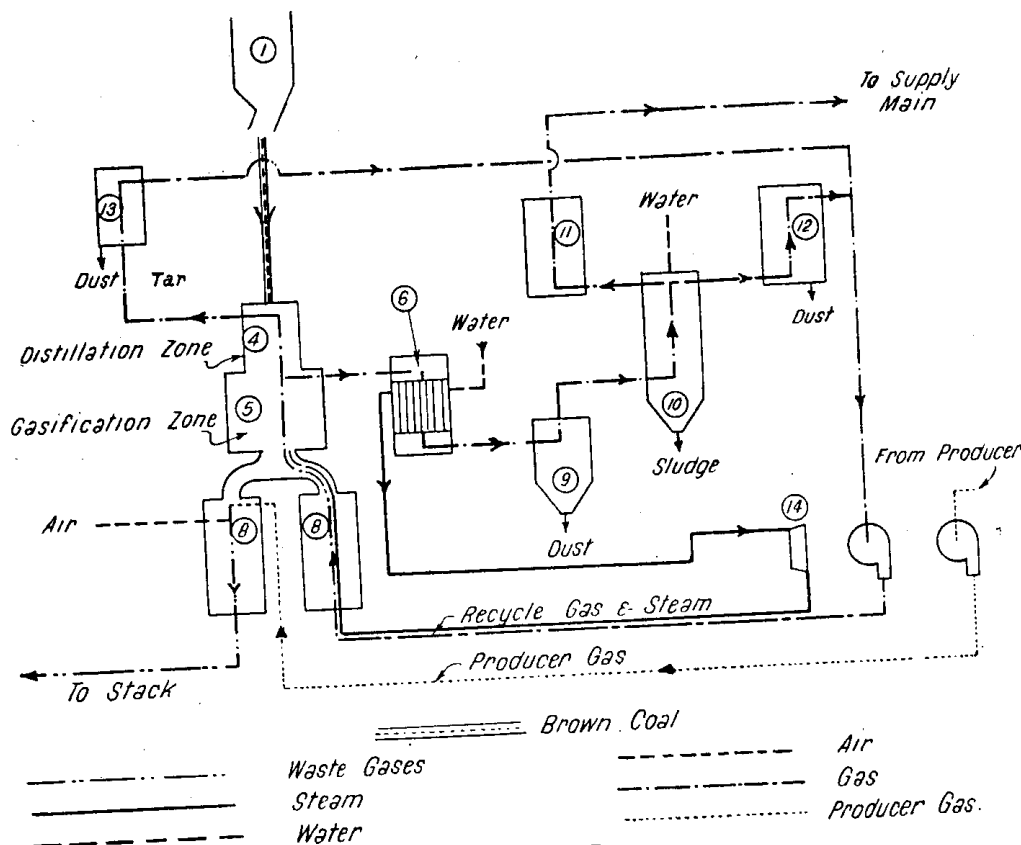 1
To Supply
Main
13
Water
11
12
Dust
Tar
6
Water
Dust
4
Distillation Zone
5
10
Gasification Zone
Sludge
From Producer
9
14
Air
8
8
Dust
Recycle Gas & Steam
Producer Gas
To Stack
Brown Coal
Air
Waste Gases
Gas
Steam
Producer Gas.
Water